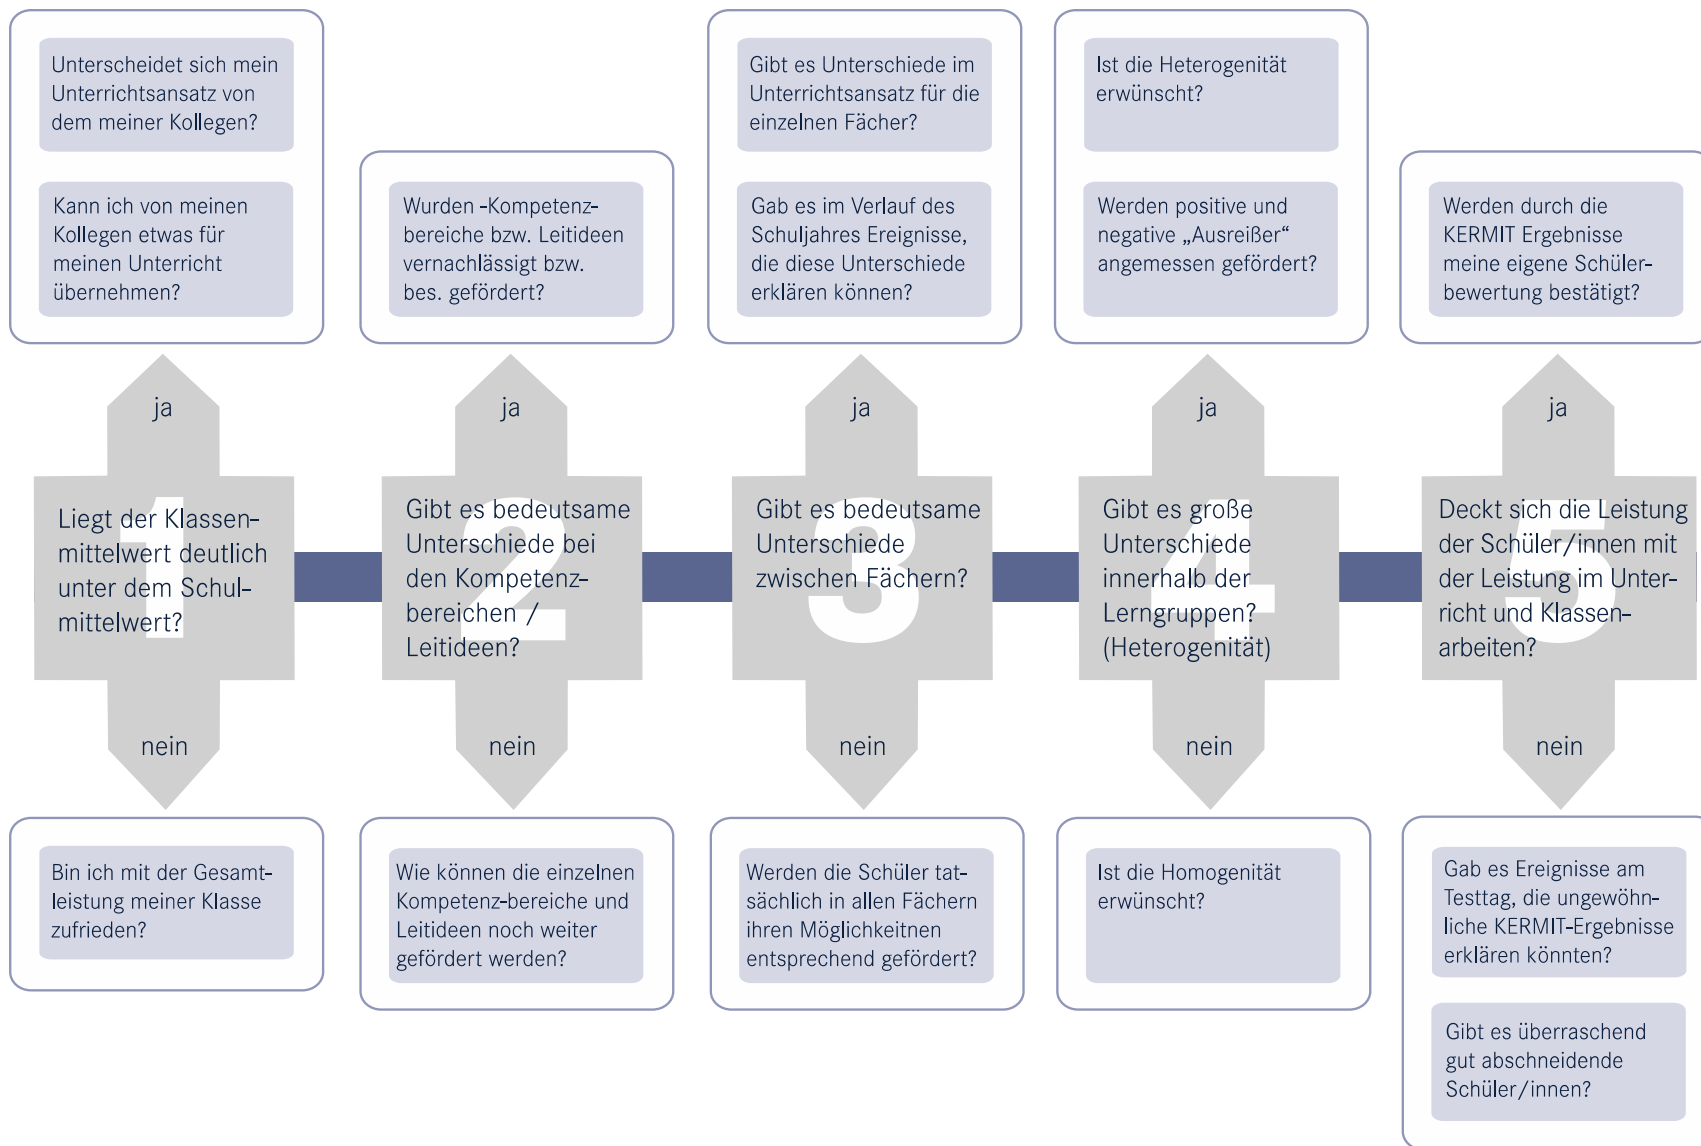 Unterscheidet sich mein
Unterrichtsansatz von
dem meiner Kollegen?
Kann ich von meinen
Kollegen etwas für
meinen Unterricht
übernehmen?
Wurden -Kompetenz-
bereiche bzw. Leitideen
vernachlässigt bzw.
bes. gefördert?
Gibt es Unterschiede im
Unterrichtsansatz für die
einzelnen Fächer?
Gab es im Verlauf des
Schuljahres Ereignisse,
die diese Unterschiede
erklären können?
Ist die Heterogenität
erwünscht?
Werden positive und
negative „Ausreißer“
angemessen gefördert?
Werden durch die
KERMIT Ergebnisse
meine eigene Schüler-
bewertung bestätigt?
ja
ja
ja
ja
ja
1
Liegt der Klassen-
mittelwert deutlich
unter dem Schul-
mittelwert?
2
Gibt es bedeutsame
Unterschiede bei
den Kompetenz-
bereichen /
Leitideen?
3
Gibt es bedeutsame
Unterschiede
zwischen Fächern?
4
Gibt es große
Unterschiede
innerhalb der
Lerngruppen?
(Heterogenität)
5
Deckt sich die Leistung
der Schüler/innen mit
der Leistung im Unter-
richt und Klassen-
arbeiten?
nein
nein
nein
nein
nein
Bin ich mit der Gesamt-
leistung meiner Klasse
zufrieden?
Wie können die einzelnen
Kompetenz-bereiche und
Leitideen noch weiter
gefördert werden?
Werden die Schüler tat-
sächlich in allen Fächern
ihren Möglichkeitnen
entsprechend gefördert?
Ist die Homogenität
erwünscht?
Gab es Ereignisse am
Testtag, die ungewöhn-
liche KERMIT-Ergebnisse
erklären könnten?
Gibt es überraschend
gut abschneidende
Schüler/innen?